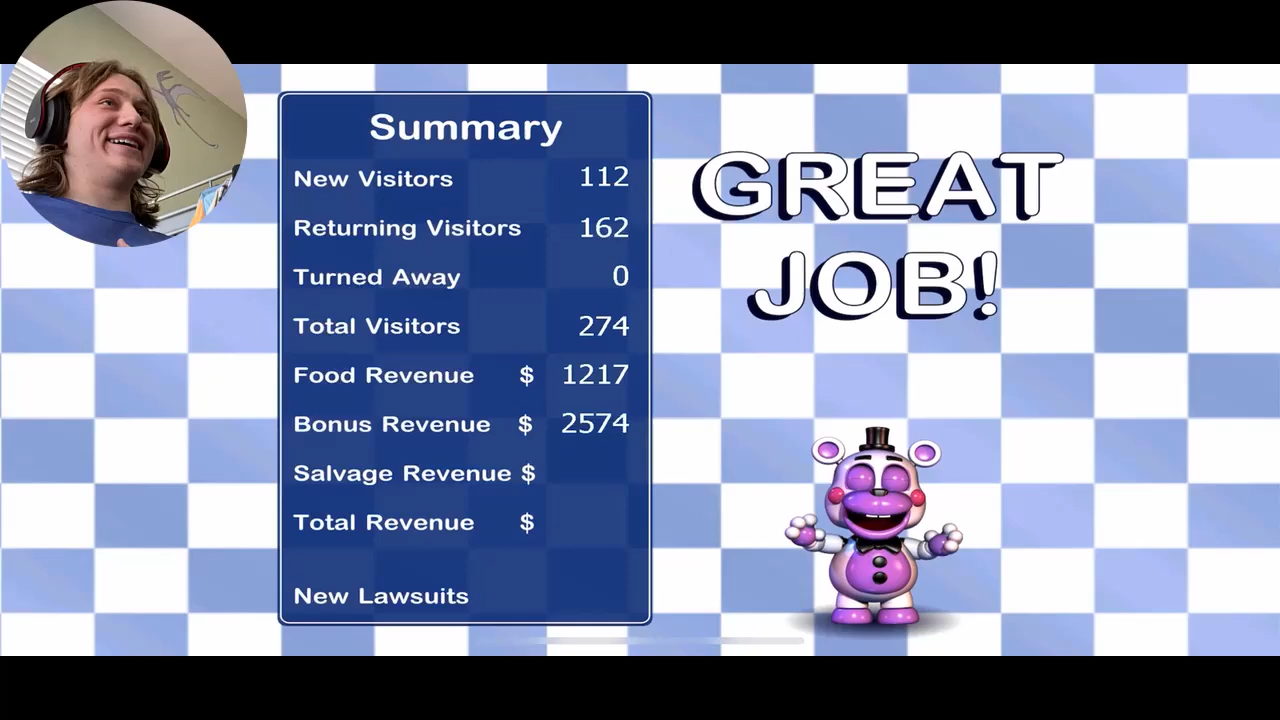 Summary
New Visitors 112
Returning Visitors 162
Turned Away 0
Total Visitors 274
Food Revenue $ 1217
Bonus Revenue $ 2574
Salvage Revenue $
Total Revenue $
New Lawsuits
GREAT
JOB!